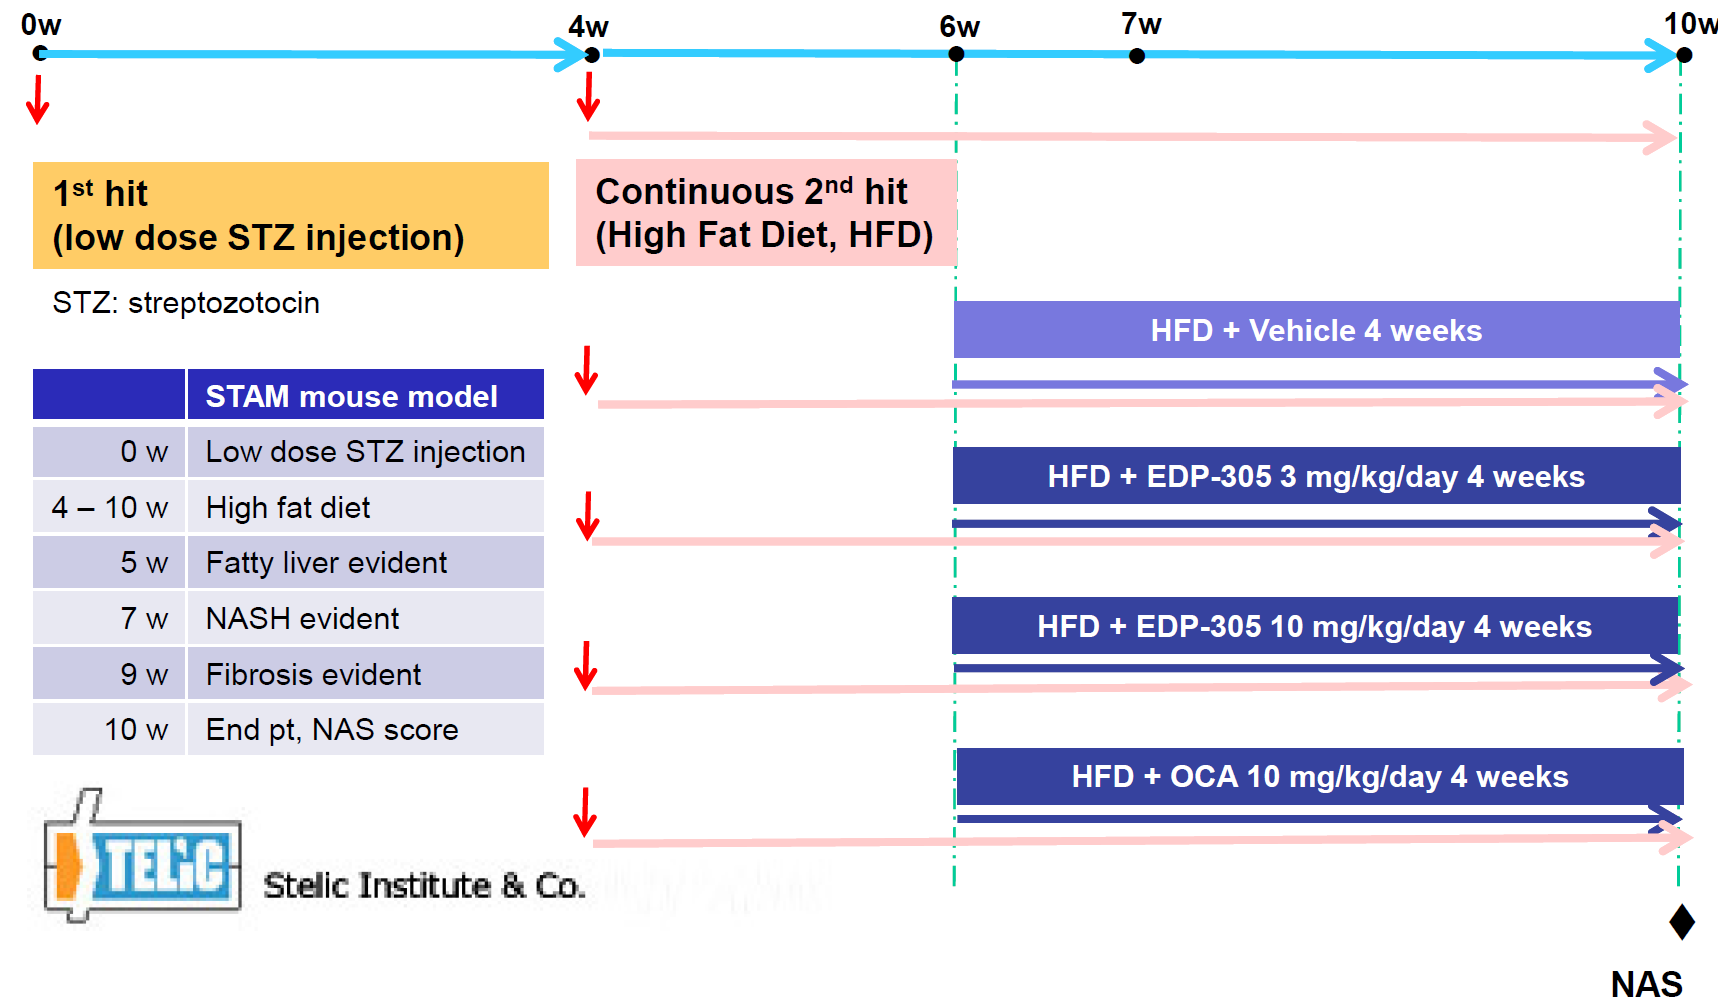 0w
4w
6w
7w
10w
1st hit
(low dose STZ injection)
Continuous 2nd hit
(High Fat Diet, HFD)
STZ: streptozotocin
HFD + Vehicle 4 weeks
STAM mouse model
0 w Low dose STZ injection
4 – 10 w High fat diet
5 w Fatty liver evident
7 w NASH evident
9 w Fibrosis evident
10 w End pt, NAS score
HFD + EDP-305 3 mg/kg/day 4 weeks
HFD + EDP-305 10 mg/kg/day 4 weeks
HFD + OCA 10 mg/kg/day 4 weeks
STELiC
Stelic Institute & Co.
NAS